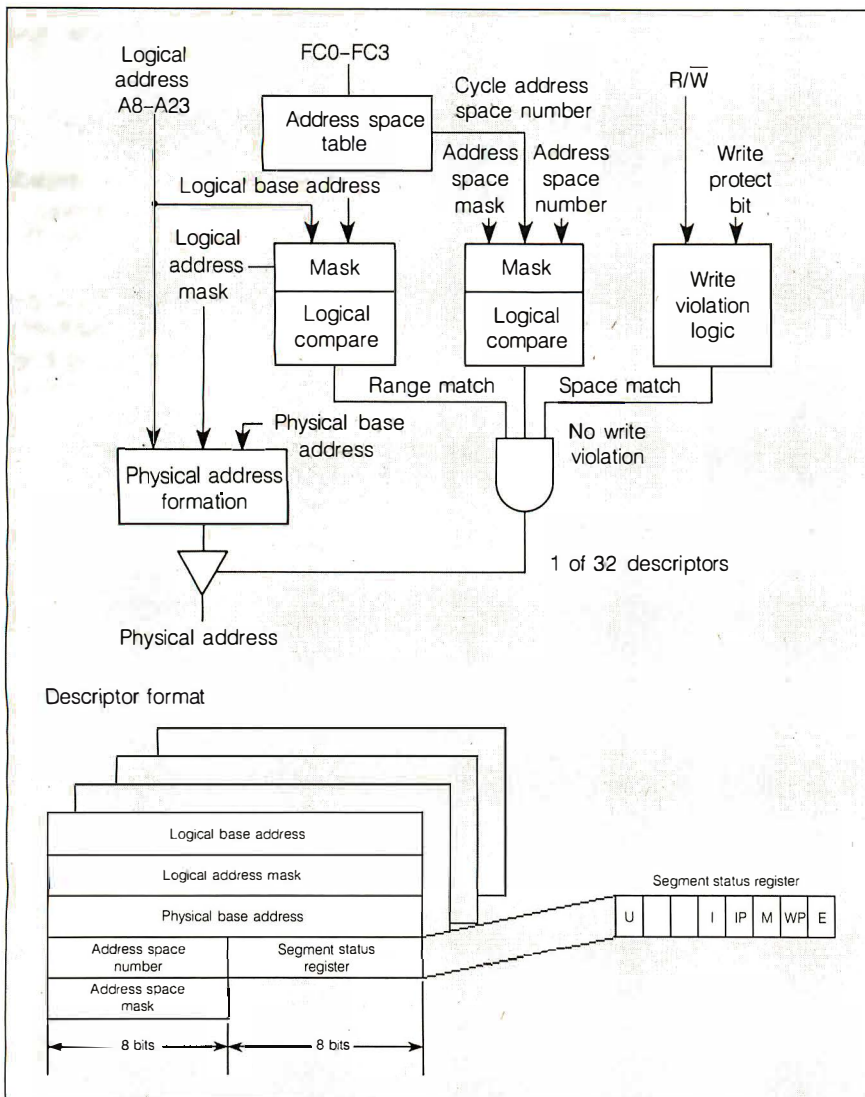 Logical
address
A8–A23
FC0–FC3
Address space
table
Cycle address
space number
R/W̅
Logical base address
Address
space
mask
Address
space
number
Write
protect
bit
Logical
address
mask
Mask
Logical
compare
Mask
Logical
compare
Write
violation
logic
Range match
Space match
Physical base
address
No write
violation
Physical address
formation
1 of 32 descriptors
Physical address
Descriptor format
Logical base address
Logical address mask
Physical base address
Address space
number
Segment status
register
Address space
mask
8 bits
8 bits
Segment status register
U I IP M WP E